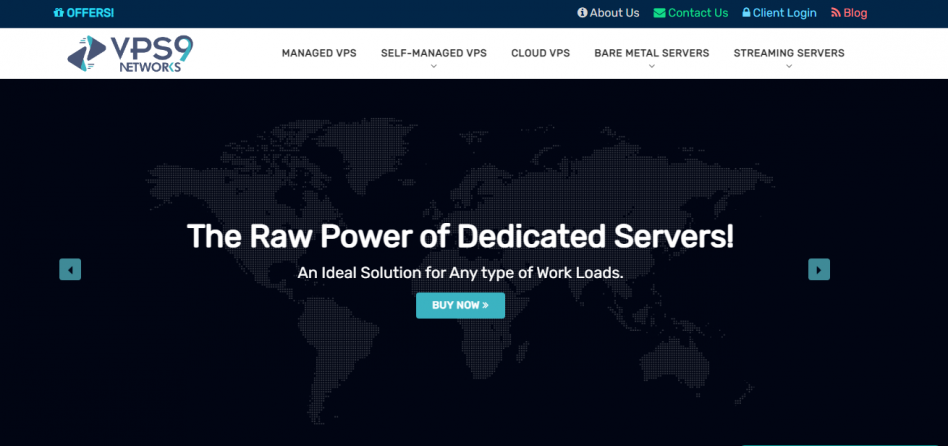 OFFERS!
About Us
Contact Us
Client Login
Blog
VPS9
NETWORKS
MANAGED VPS
SELF-MANAGED VPS
CLOUD VPS
BARE METAL SERVERS
STREAMING SERVERS
The Raw Power of Dedicated Servers!
An Ideal Solution for Any type of Work Loads.
BUY NOW »